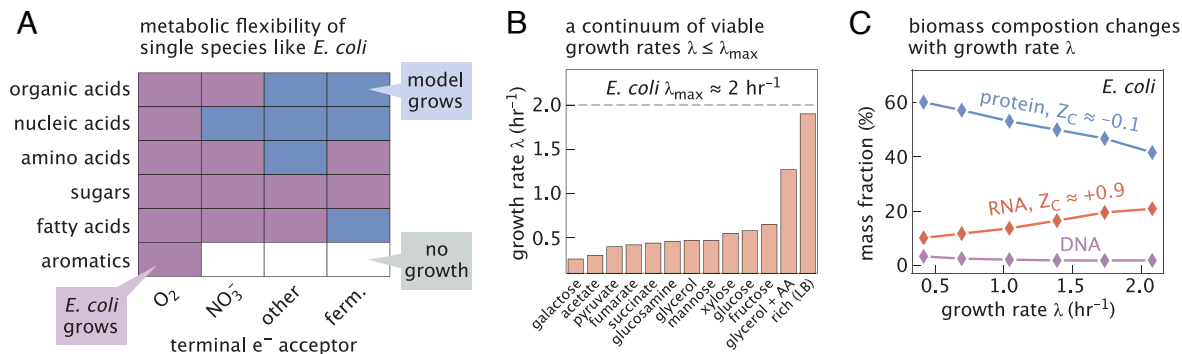 A
metabolic flexibility of
single species like E. coli
organic acids
nucleic acids
amino acids
sugars
fatty acids
aromatics
model
grows
no
growth
E. coli
grows
O₂
NO₃⁻
other
ferm.
terminal e⁻ acceptor
B
a continuum of viable
growth rates λ ≤ λmax
E. coli λmax ≈ 2 hr⁻¹
growth rate λ (hr⁻¹)
2.0
1.5
1.0
0.5
galactose
acetate
pyruvate
fumarate
succinate
glucosamine
glycerol
mannose
xylose
glucose
fructose
glycerol + AA
rich (LB)
C
biomass compostion changes
with growth rate λ
E. coli
mass fraction (%)
60
40
20
0
protein, Z_C ≈ −0.1
RNA, Z_C ≈ +0.9
DNA
0.5
1.0
1.5
2.0
growth rate λ (hr⁻¹)